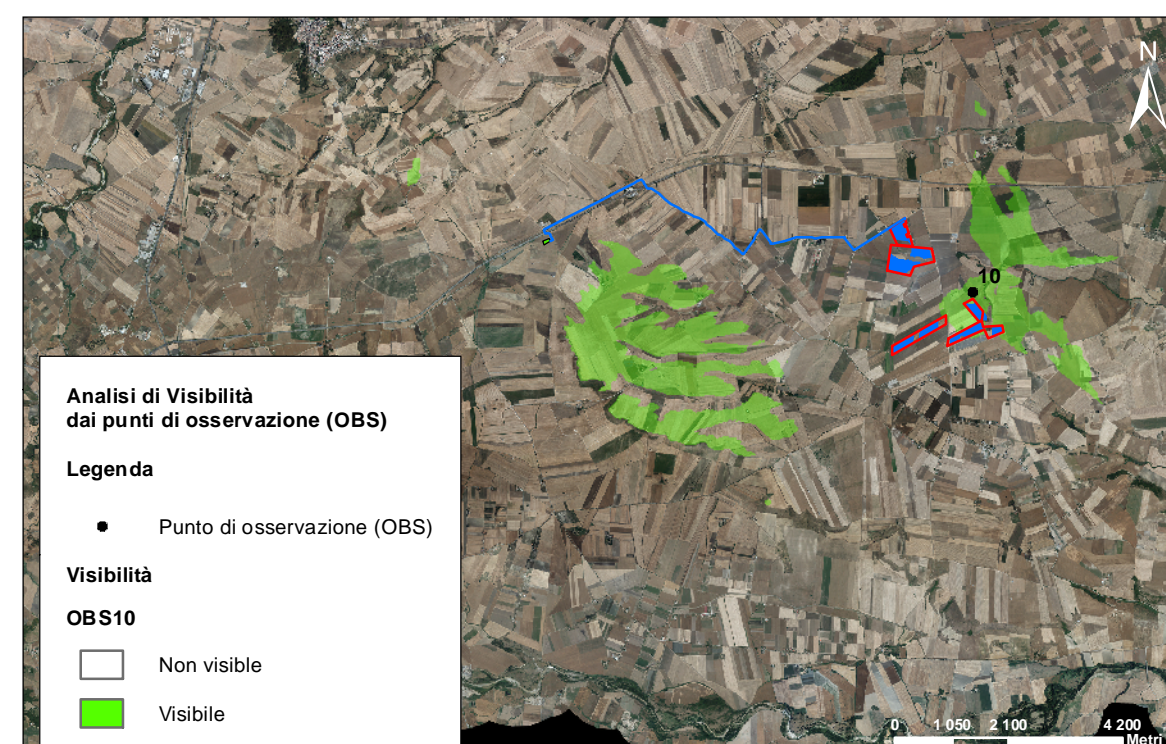 N
10
Analisi di Visibilità
dai punti di osservazione (OBS)
Legenda
Punto di osservazione (OBS)
Visibilità
OBS10
Non visibile
Visibile
0 1 050 2 100 4 200
Metri